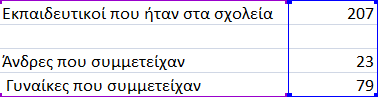 Εκπαιδευτικοί που ήταν στα σχολεία 207
Άνδρες που συμμετείχαν 23
Γυναίκες που συμμετείχαν 79